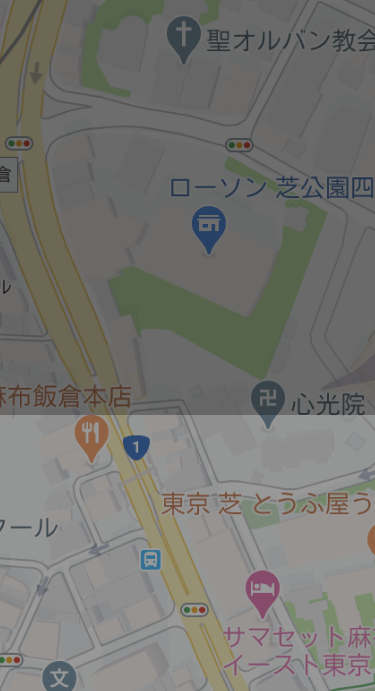 聖オルバン教会
倉
ローソン 芝公園四
ル
麻布飯倉本店
心光院
1
東京 芝 とうふ屋う
クール
サマセット麻
イースト東京
文